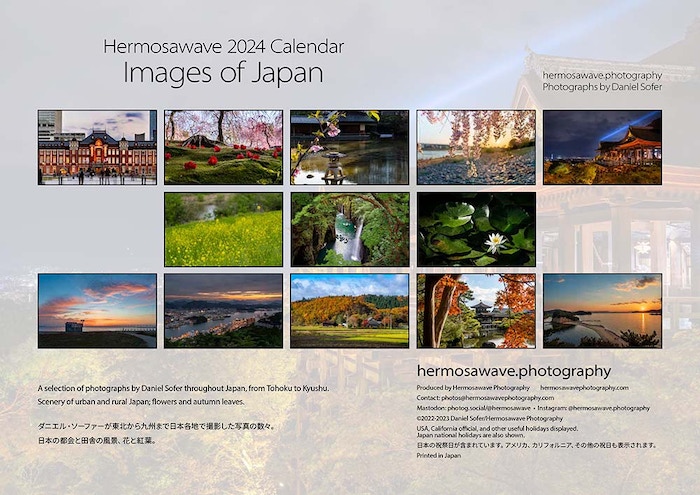 Hermosawave 2024 Calendar
Images of Japan
hermosawave.photography
Photographs by Daniel Sofer
hermosawave.photography
Produced by Hermosawave Photography hermosawavephotography.com
Contact: photos@hermosawavephotography.com
Mastodon: photog.social/@hermosawave • Instagram: @hermosawave.photography
©2022-2023 Daniel Sofer/Hermosawave Photography
USA, California official, and other useful holidays displayed.
Japan national holidays are also shown.
日本の祝祭日が含まれています。アメリカ、カリフォルニア、その他の祝日も表示されます。
Printed in Japan
A selection of photographs by Daniel Sofer throughout Japan, from Tohoku to Kyushu.
Scenery of urban and rural Japan; flowers and autumn leaves.
ダニエル・ソーファーが東北から九州まで日本各地で撮影した写真の数々。
日本の都会と田舎の風景、花と紅葉。